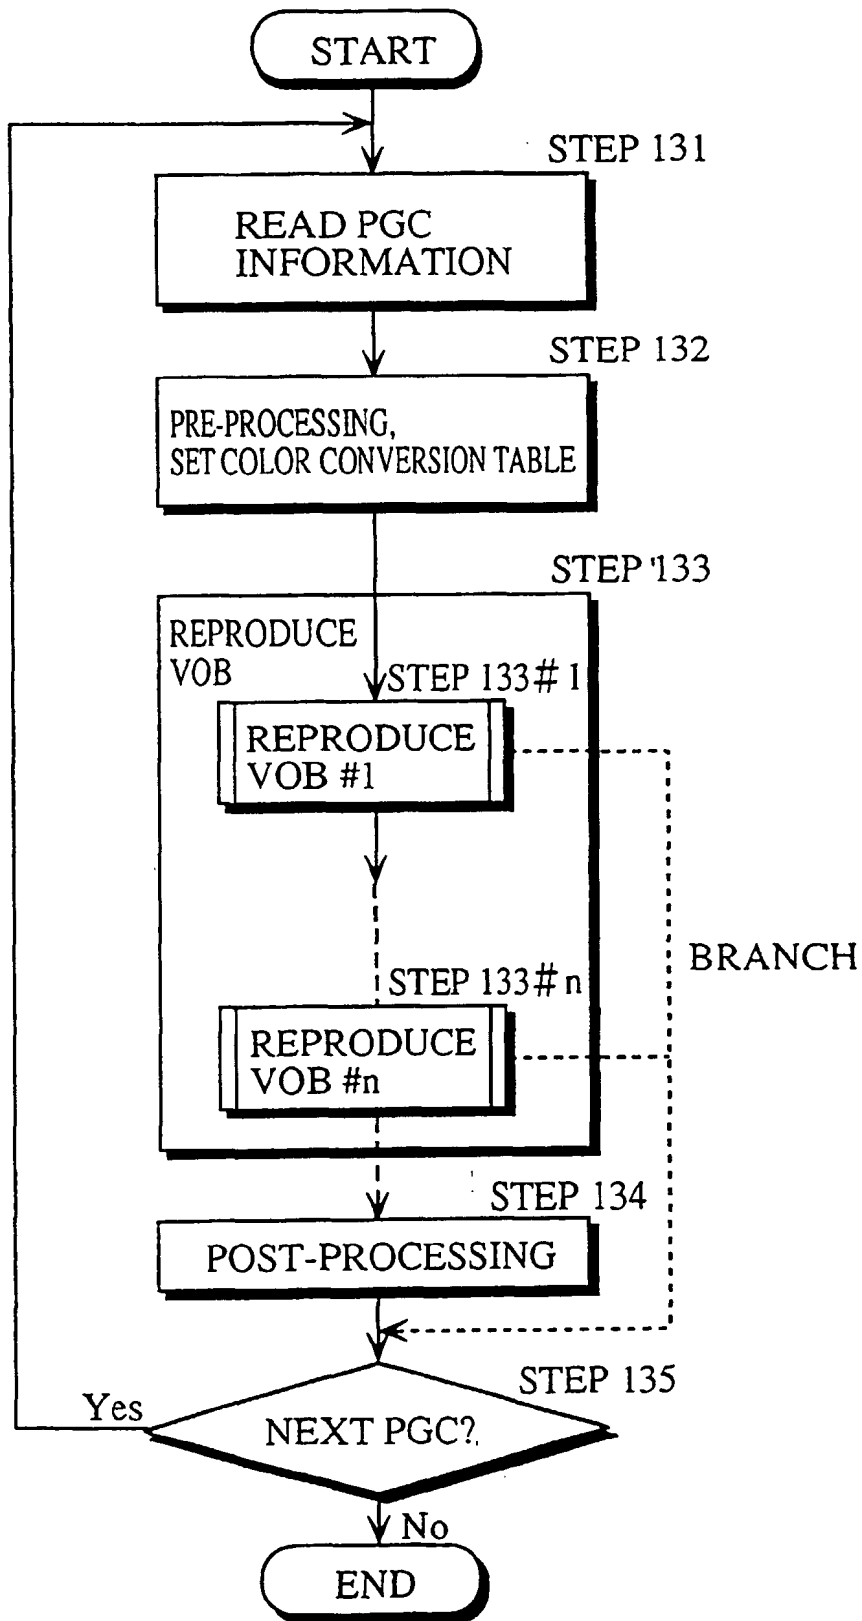 START
STEP 131
READ PGC
INFORMATION
STEP 132
PRE-PROCESSING,
SET COLOR CONVERSION TABLE
STEP 133
REPRODUCE
VOB
STEP 133#1
REPRODUCE
VOB #1
BRANCH
STEP 133#n
REPRODUCE
VOB #n
STEP 134
POST-PROCESSING
STEP 135
Yes
NEXT PGC?
No
END